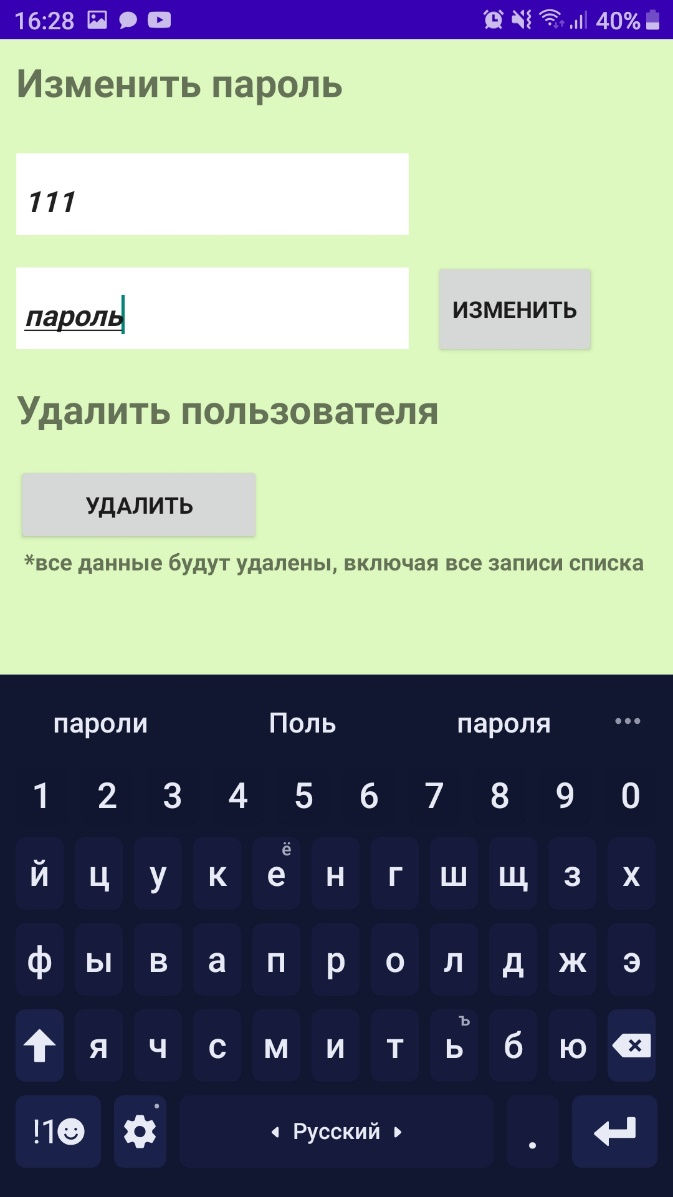 16:28 40%
Изменить пароль
111
пароль ИЗМЕНИТЬ
Удалить пользователя
УДАЛИТЬ
*все данные будут удалены, включая все записи списка
пароли Поль пароля ...
1 2 3 4 5 6 7 8 9 0
й ц у к е ё н г ш щ з х
ф ы в а п р о л д ж э
я ч с м и т ь ъ б ю
!1 Русский .